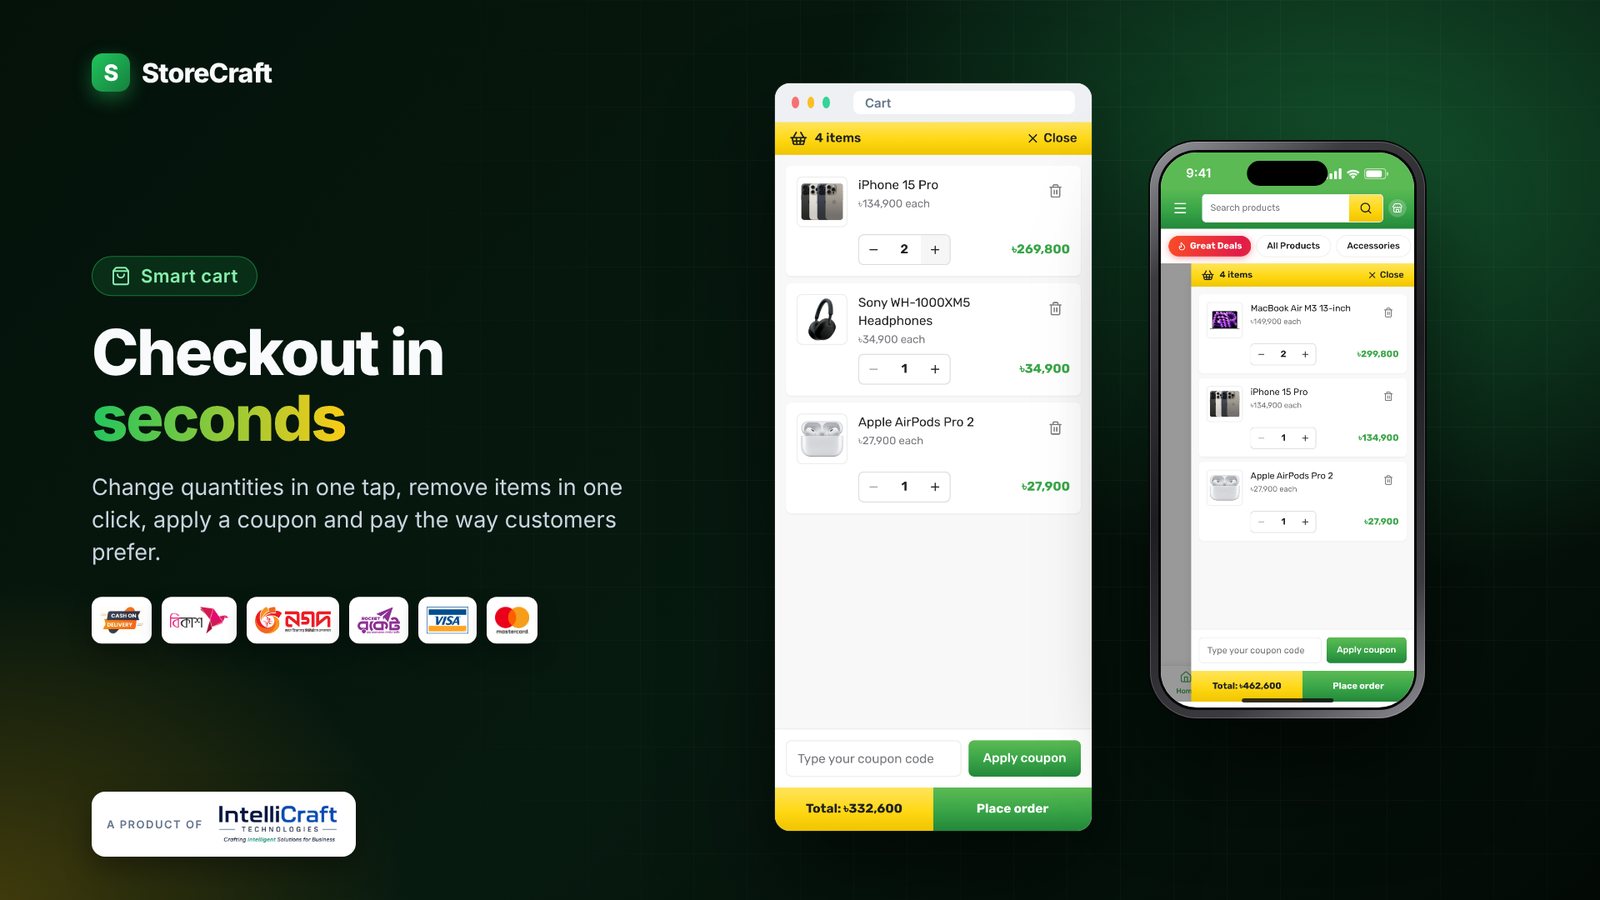 S StoreCraft
Smart cart
Checkout in
seconds
Change quantities in one tap, remove items in one
click, apply a coupon and pay the way customers
prefer.
CASH ON
DELIVERY
বিকাশ
নগদ
ROCKET
রকেট
VISA
mastercard
A PRODUCT OF
IntelliCraft
TECHNOLOGIES
Crafting Intelligent Solutions for Business
Cart
4 items
Close
iPhone 15 Pro
৳134,900 each
− 2 +
৳269,800
Sony WH-1000XM5
Headphones
৳34,900 each
− 1 +
৳34,900
Apple AirPods Pro 2
৳27,900 each
− 1 +
৳27,900
Type your coupon code
Apply coupon
Total: ৳332,600
Place order
9:41
Search products
Great Deals
All Products
Accessories
4 items
Close
MacBook Air M3 13-inch
৳149,900 each
− 2 +
৳299,800
iPhone 15 Pro
৳134,900 each
− 1 +
৳134,900
Apple AirPods Pro 2
৳27,900 each
− 1 +
৳27,900
Type your coupon code
Apply coupon
Total: ৳462,600
Place order